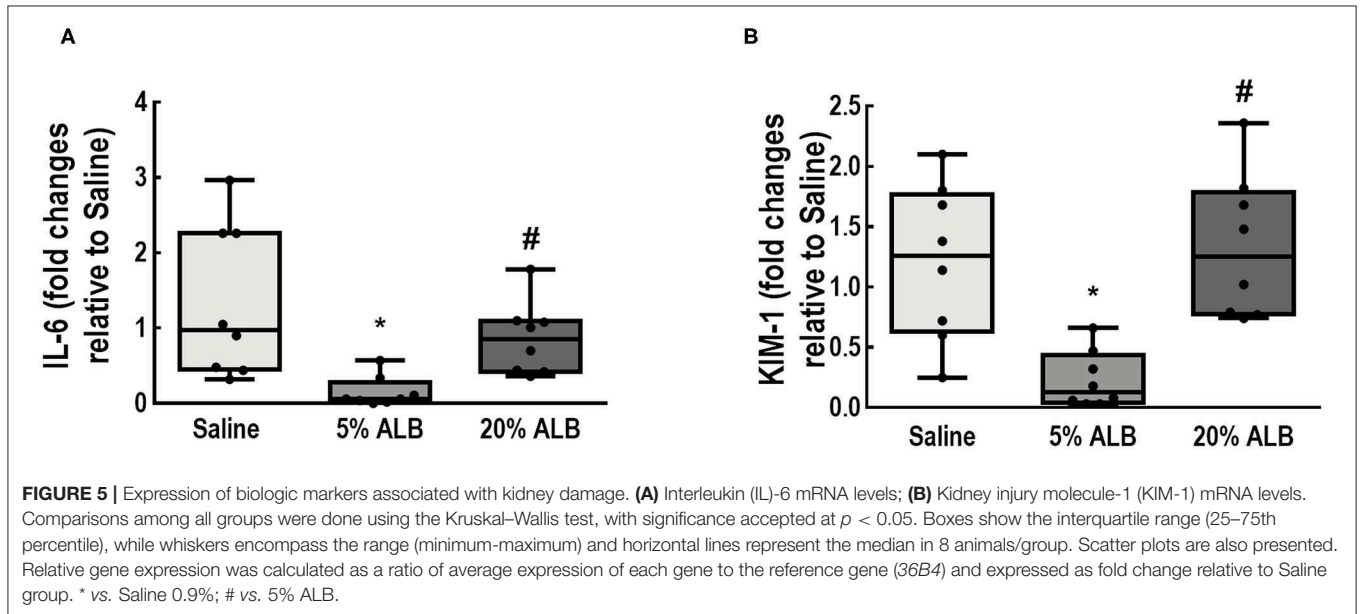 A
IL-6 (fold changes
relative to Saline)
4
3
2
1
0
*
#
Saline 5% ALB 20% ALB
B
KIM-1 (fold changes
relative to Saline)
2.5
2.0
1.5
1.0
0.5
0.0
*
#
Saline 5% ALB 20% ALB
FIGURE 5 | Expression of biologic markers associated with kidney damage. (A) Interleukin (IL)-6 mRNA levels; (B) Kidney injury molecule-1 (KIM-1) mRNA levels.
Comparisons among all groups were done using the Kruskal–Wallis test, with significance accepted at p < 0.05. Boxes show the interquartile range (25–75th
percentile), while whiskers encompass the range (minimum-maximum) and horizontal lines represent the median in 8 animals/group. Scatter plots are also presented.
Relative gene expression was calculated as a ratio of average expression of each gene to the reference gene (36B4) and expressed as fold change relative to Saline
group. * vs. Saline 0.9%; # vs. 5% ALB.